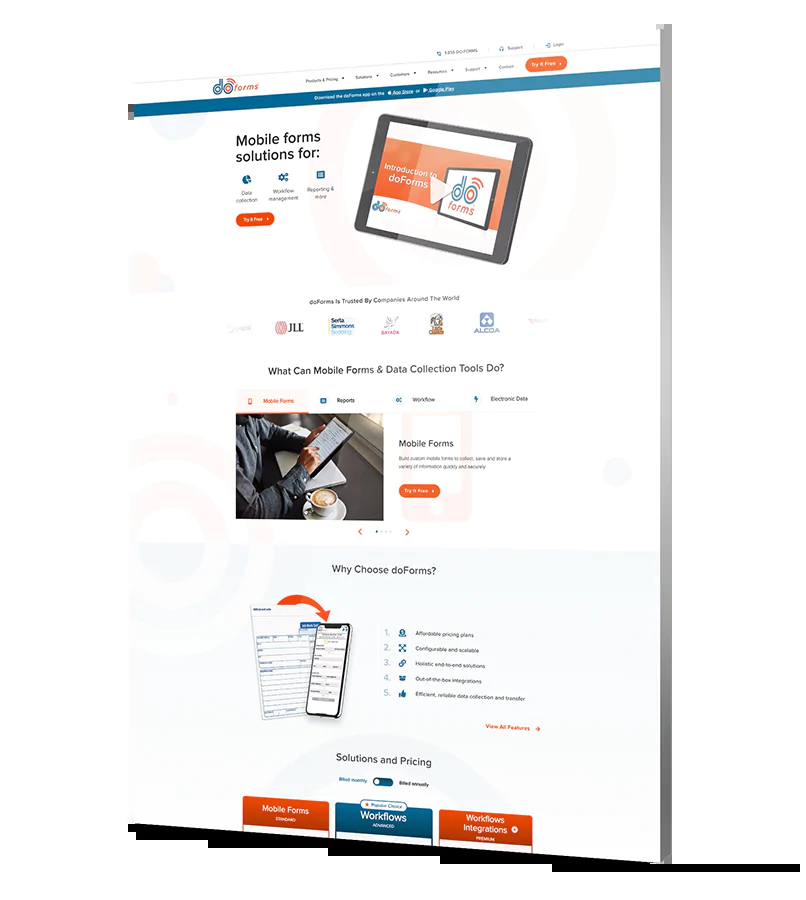 1.855.DO.FORMS
Support
Login
doforms
Products & Pricing
Solutions
Customers
Resources
Support
Contact
Try It Free
Download the doForms app on the App Store or Google Play
Mobile forms
solutions for:
Data
collection
Workflow
management
Reporting &
more
Try It Free
Introduction to
doForms
doforms
doforms
doForms Is Trusted By Companies Around The World
JLL
Serta
Simmons
Bedding
BAYADA
ALCOA
What Can Mobile Forms & Data Collection Tools Do?
Mobile Forms
Reports
Workflow
Electronic Data
Mobile Forms
Build custom mobile forms to collect, save and store a
variety of information quickly and securely
Try It Free
Why Choose doForms?
1. Affordable pricing plans
2. Configurable and scalable
3. Holistic end-to-end solutions
4. Out-of-the-box integrations
5. Efficient, reliable data collection and transfer
View All Features
Solutions and Pricing
Billed monthly
Billed annually
Mobile Forms
STANDARD
Popular Choice
Workflows
ADVANCED
Workflows
Integrations
PREMIUM